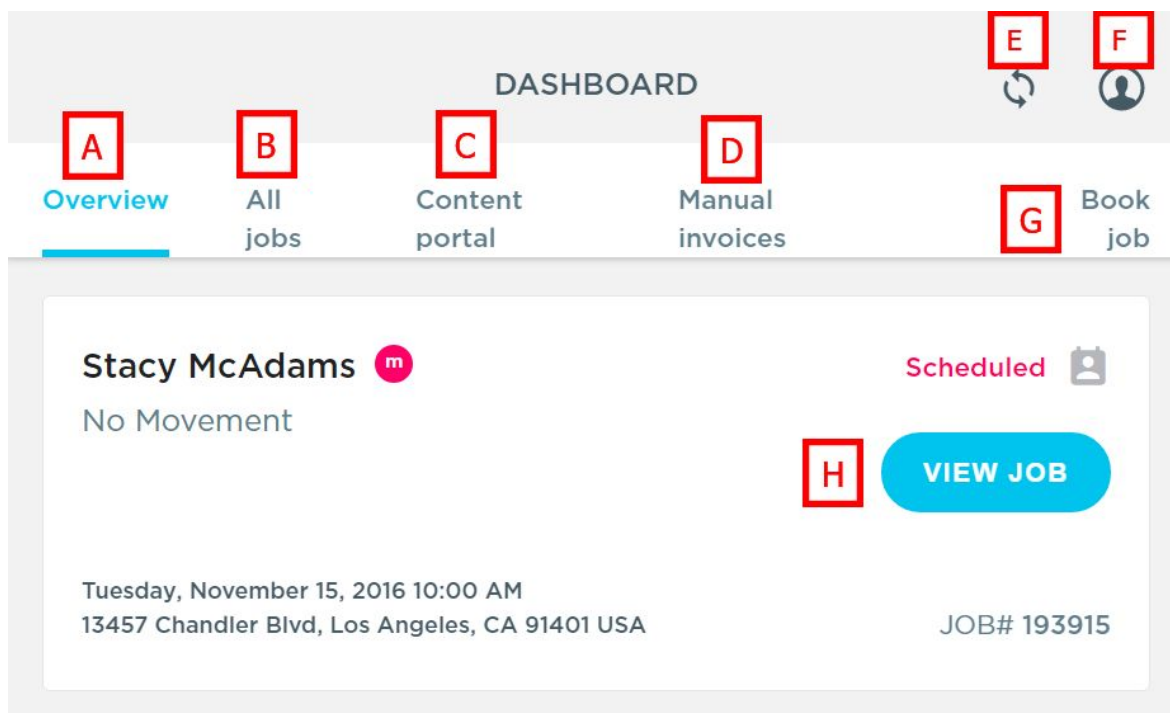 E F
DASHBOARD
A B C D
Overview All Content Manual Book
jobs portal invoices G job
Stacy McAdams m Scheduled
No Movement
H VIEW JOB
Tuesday, November 15, 2016 10:00 AM
13457 Chandler Blvd, Los Angeles, CA 91401 USA JOB# 193915